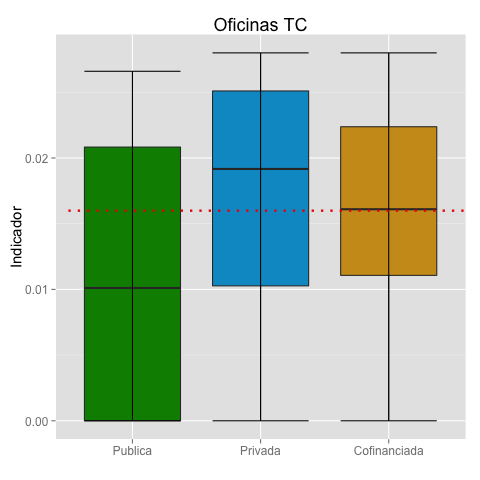 Oficinas TC
Indicador
0.02
0.01
0.00
Publica Privada Cofinanciada